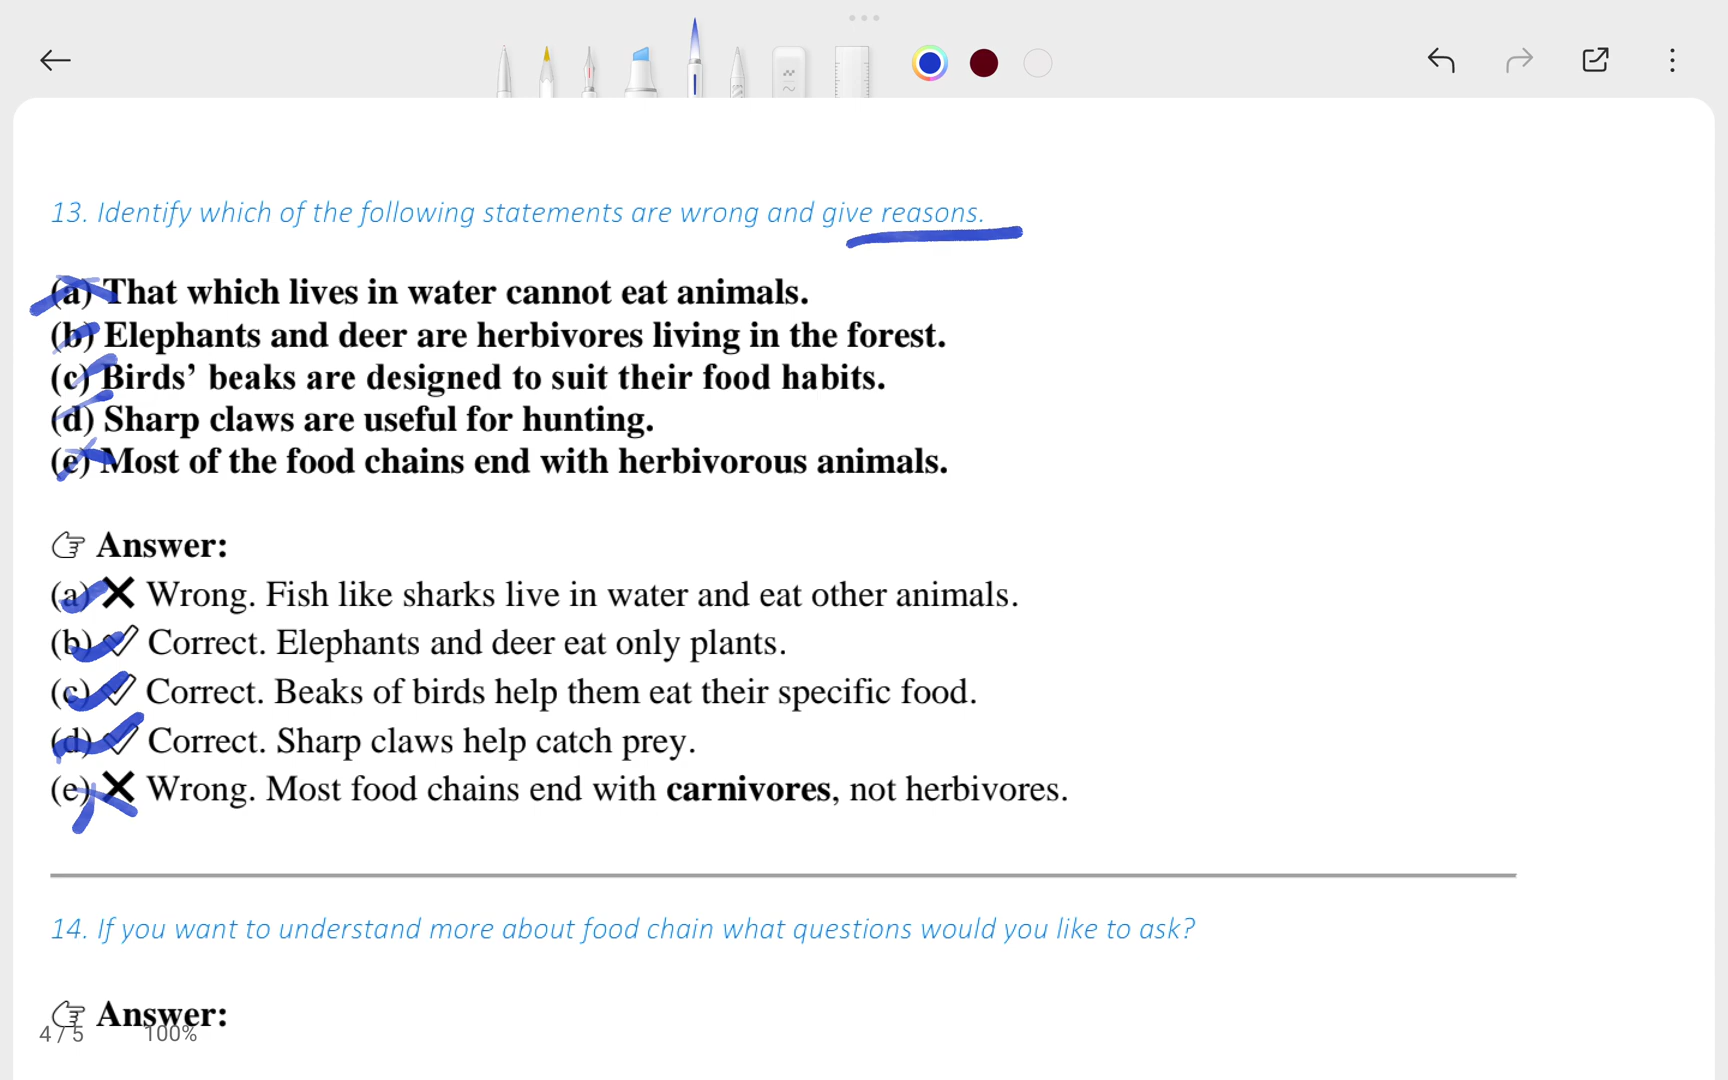 13. Identify which of the following statements are wrong and give reasons.
(a) That which lives in water cannot eat animals.
(b) Elephants and deer are herbivores living in the forest.
(c) Birds’ beaks are designed to suit their food habits.
(d) Sharp claws are useful for hunting.
(e) Most of the food chains end with herbivorous animals.
☞ Answer:
(a) ❌ Wrong. Fish like sharks live in water and eat other animals.
(b) ✅ Correct. Elephants and deer eat only plants.
(c) ✅ Correct. Beaks of birds help them eat their specific food.
(d) ✅ Correct. Sharp claws help catch prey.
(e) ❌ Wrong. Most food chains end with carnivores, not herbivores.
14. If you want to understand more about food chain what questions would you like to ask?
☞ Answer:
4 / 5 100%